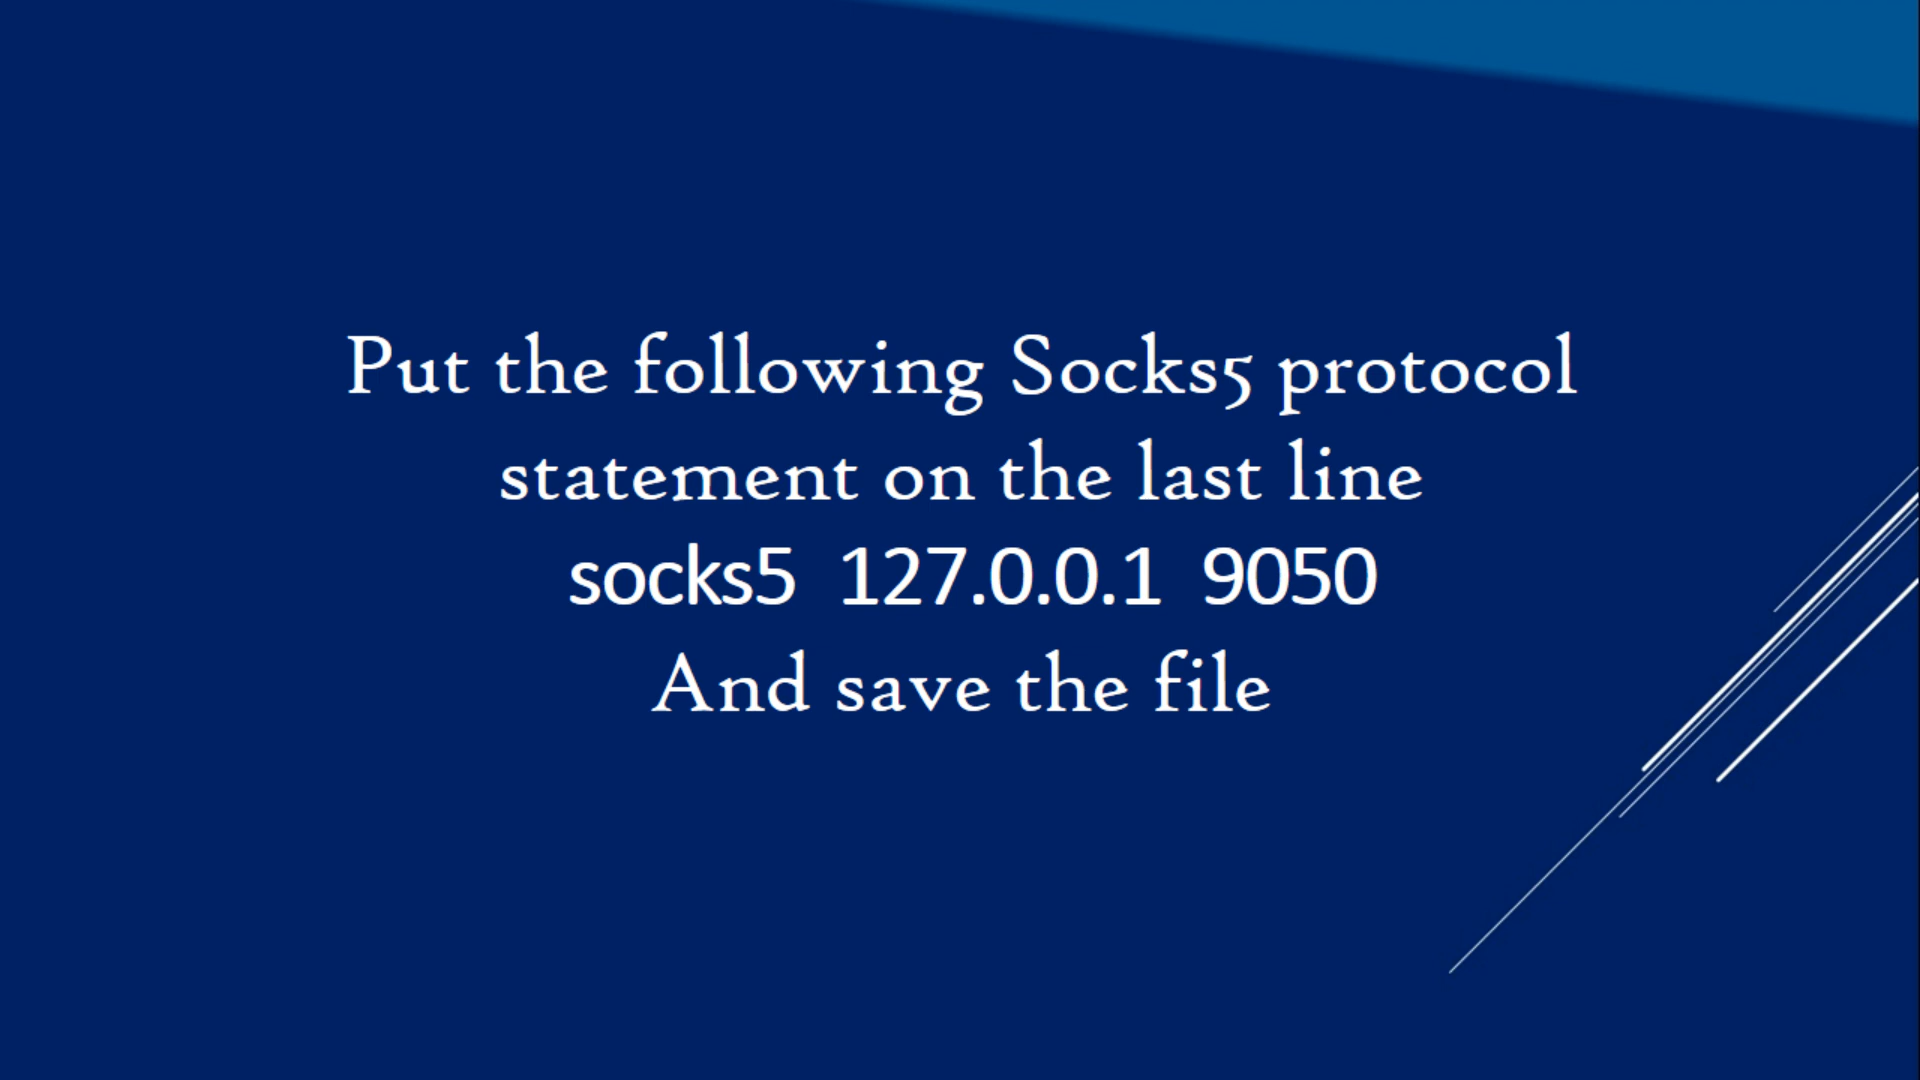 Put the following Socks5 protocol
statement on the last line
socks5 127.0.0.1 9050
And save the file